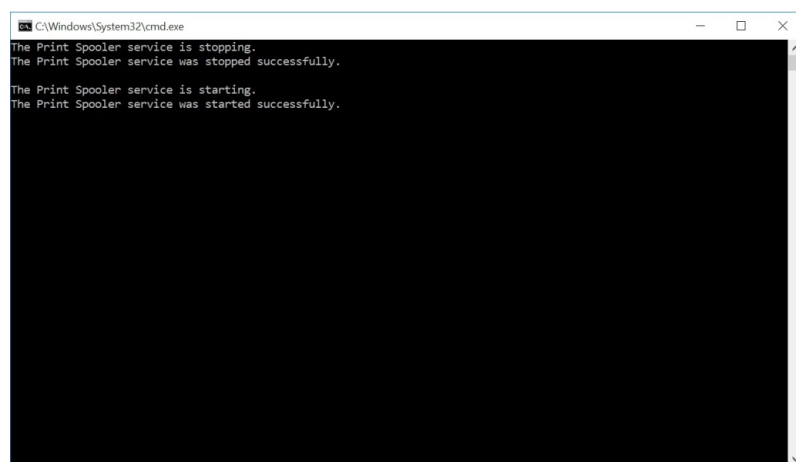 C:\Windows\System32\cmd.exe
The Print Spooler service is stopping.
The Print Spooler service was stopped successfully.
The Print Spooler service is starting.
The Print Spooler service was started successfully.